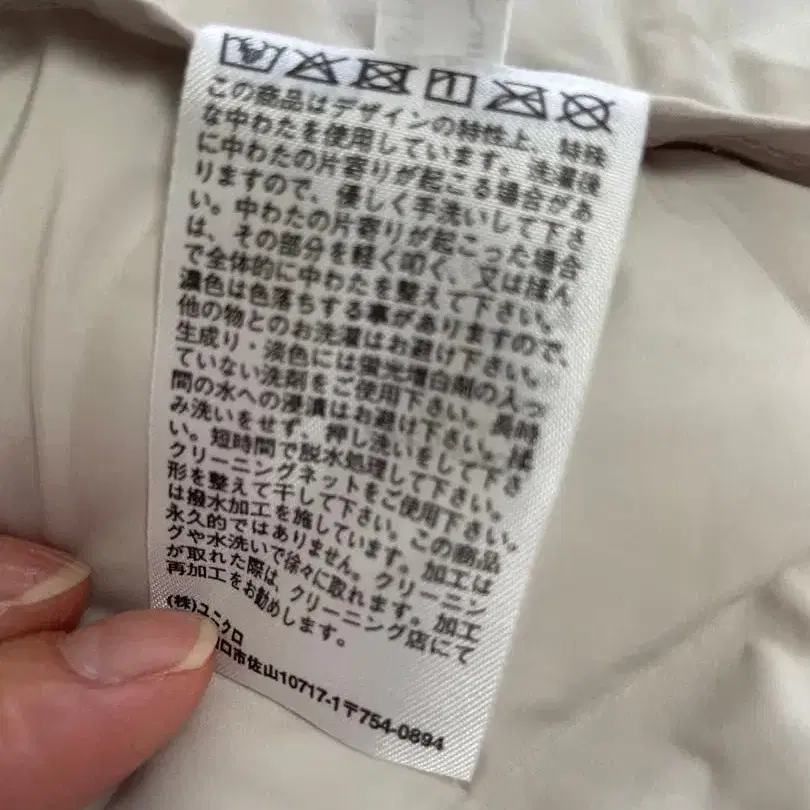 この商品はデザインの特性上、特殊
な中わたを使用しています。洗濯後
に中わたの片寄りが起こる場合があ
りますので、優しく手洗いして下さ
い。中わたの片寄りが起こった場合
は、その部分を軽く叩く、又は揉ん
で全体的に中わたを整えて下さい。
濃色は色落ちする事がありますので、
他の物とのお洗濯はお避け下さい。
生成り・淡色には蛍光増白剤の入っ
ていない洗剤をご使用下さい。長時
間の水への浸漬はお避け下さい。揉
み洗いをせず、押し洗いをして下さ
い。短時間で脱水処理して下さい。
クリーニングネットをご使用下さい。
形を整えて干して下さい。この商品
は撥水加工を施しています。加工は
永久的ではありません。クリーニン
グや水洗いで徐々に取れます。加工
が取れた際は、クリーニング店にて
再加工をお勧めします。
(株)ユニクロ
口市佐山10717-1〒754-0894